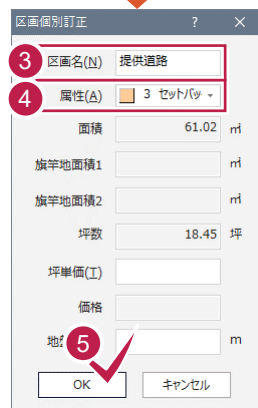 区画個別訂正 ? ×
3 区画名(N) 提供道路
4 属性(A) 3 セットバッ
面積 61.02 ㎡
旗竿地面積1 ㎡
旗竿地面積2 ㎡
坪数 18.45 坪
坪単価(T)
価格
5 m
OK キャンセル